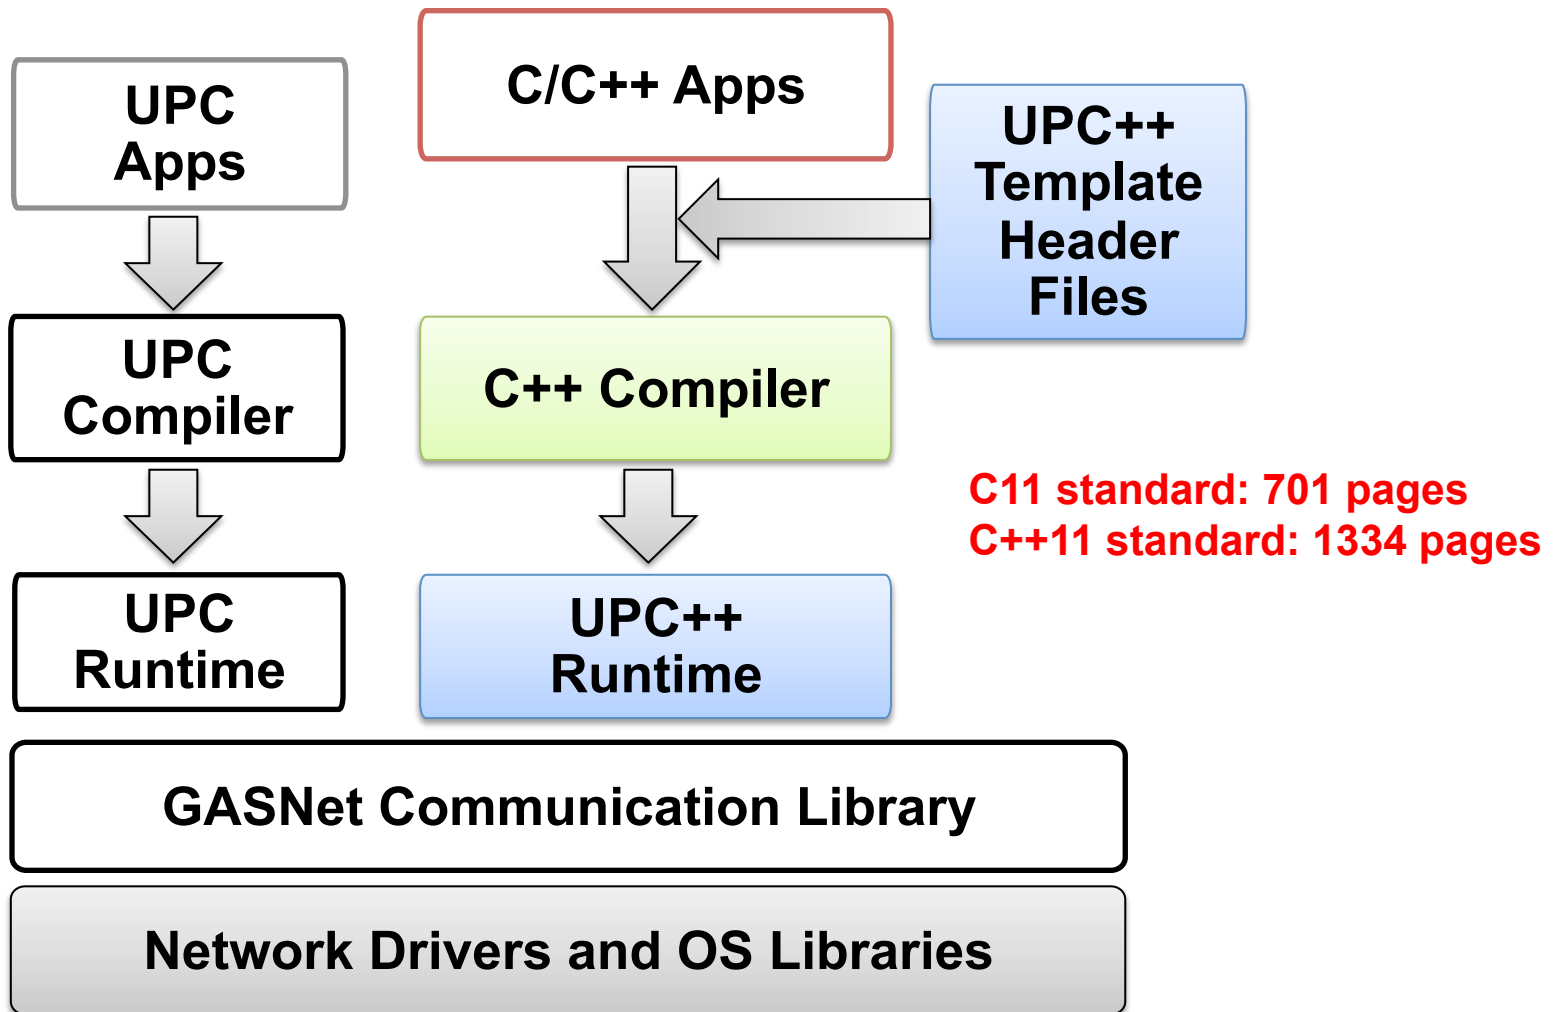 UPC
Apps
C/C++ Apps
UPC++
Template
Header
Files
UPC
Compiler
C++ Compiler
C11 standard: 701 pages
C++11 standard: 1334 pages
UPC
Runtime
UPC++
Runtime
GASNet Communication Library
Network Drivers and OS Libraries